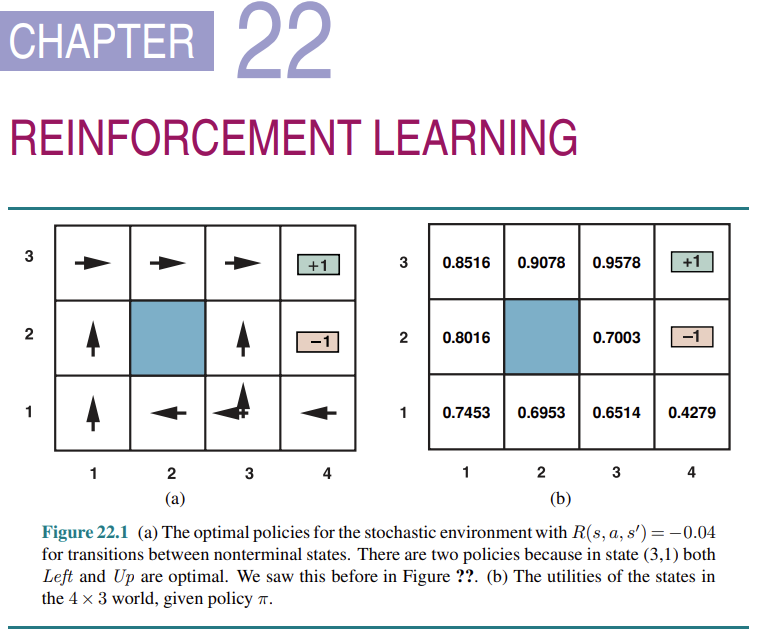 CHAPTER 22
REINFORCEMENT LEARNING
3 +1
2 −1
1
1 2 3 4
(a)
3 0.8516 0.9078 0.9578 +1
2 0.8016 0.7003 −1
1 0.7453 0.6953 0.6514 0.4279
1 2 3 4
(b)
Figure 22.1 (a) The optimal policies for the stochastic environment with R(s, a, s′) = −0.04
for transitions between nonterminal states. There are two policies because in state (3,1) both
Left and Up are optimal. We saw this before in Figure ??. (b) The utilities of the states in
the 4 × 3 world, given policy π.